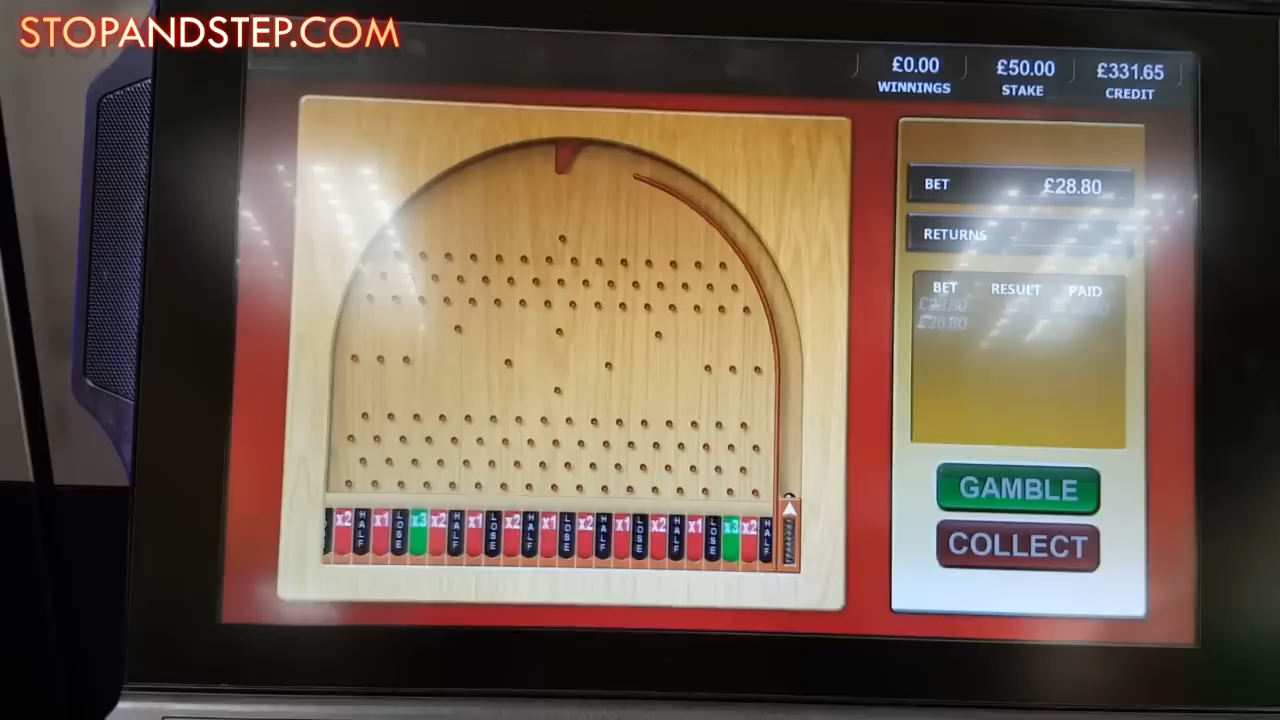 STOPANDSTEP.COM
£0.00
WINNINGS
£50.00
STAKE
£331.65
CREDIT
BET £28.80
RETURNS
BET RESULT PAID
£28.80
£28.80
GAMBLE
COLLECT
x2 HALF x1 LOSE x3 x2 HALF x1 LOSE x2 HALF x1 LOSE x2 HALF x1 LOSE x2 HALF x1 LOSE x3 x2 HALF